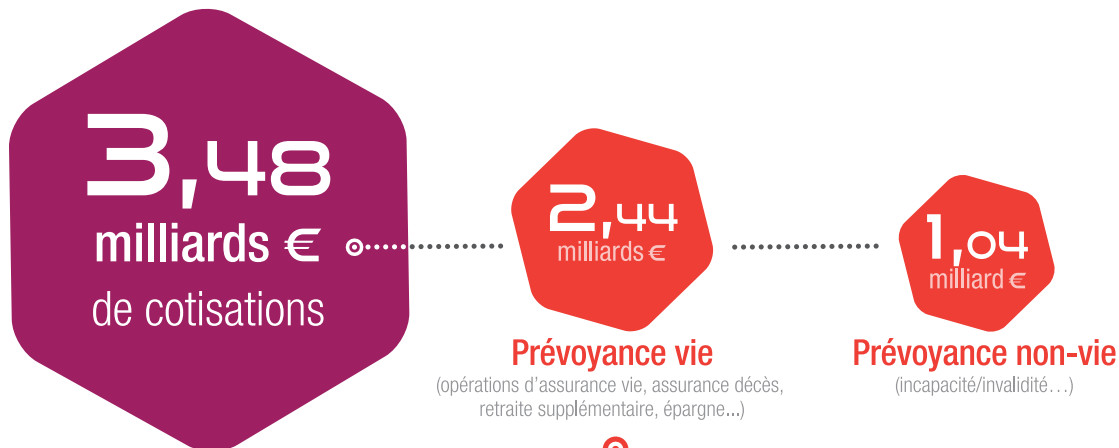 3,48
milliards €
de cotisations
2,44
milliards €
Prévoyance vie
(opérations d'assurance vie, assurance décès,
retraite supplémentaire, épargne...)
1,04
milliard €
Prévoyance non-vie
(incapacité/invalidité...)